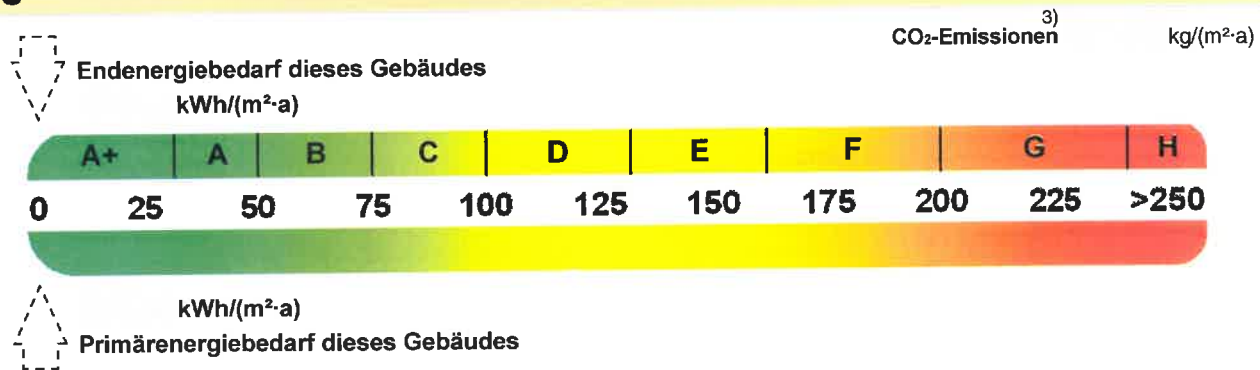 CO₂-Emissionen 3) kg/(m²·a)
Endenergiebedarf dieses Gebäudes
kWh/(m²·a)
A+ A B C D E F G H
0 25 50 75 100 125 150 175 200 225 >250
kWh/(m²·a)
Primärenergiebedarf dieses Gebäudes